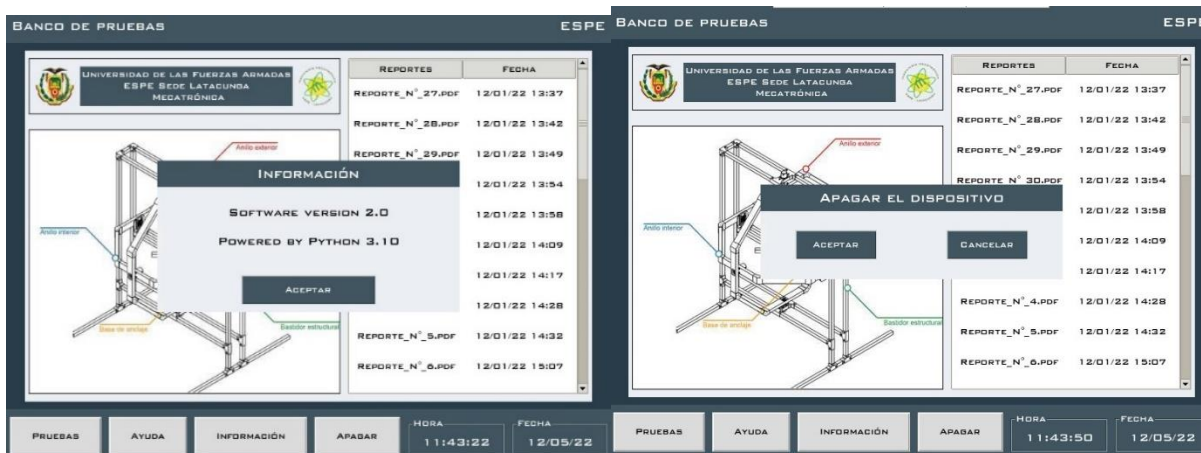 BANCO DE PRUEBAS
ESPE
UNIVERSIDAD DE LAS FUERZAS ARMADAS
ESPE SEDE LATACUNGA
MECATRÓNICA
REPORTES FECHA
REPORTE_N°_27.PDF 12/01/22 13:37
REPORTE_N°_28.PDF 12/01/22 13:42
REPORTE_N°_29.PDF 12/01/22 13:49
12/01/22 13:54
12/01/22 13:58
12/01/22 14:09
12/01/22 14:17
12/01/22 14:28
REPORTE_N°_5.PDF 12/01/22 14:32
REPORTE_N°_6.PDF 12/01/22 15:07
Anillo exterior
Anillo interior
Base de anclaje
Bastidor estructural
INFORMACIÓN
SOFTWARE VERSION 2.0
POWERED BY PYTHON 3.10
ACEPTAR
PRUEBAS
AYUDA
INFORMACIÓN
APAGAR
HORA
11:43:22
FECHA
12/05/22
BANCO DE PRUEBAS
ESPE
UNIVERSIDAD DE LAS FUERZAS ARMADAS
ESPE SEDE LATACUNGA
MECATRÓNICA
REPORTES FECHA
REPORTE_N°_27.PDF 12/01/22 13:37
REPORTE_N°_28.PDF 12/01/22 13:42
REPORTE_N°_29.PDF 12/01/22 13:49
REPORTE_N°_30.PDF 12/01/22 13:54
12/01/22 13:58
12/01/22 14:09
12/01/22 14:17
REPORTE_N°_4.PDF 12/01/22 14:28
REPORTE_N°_5.PDF 12/01/22 14:32
REPORTE_N°_6.PDF 12/01/22 15:07
Anillo exterior
Anillo interior
Base de anclaje
Bastidor estructural
APAGAR EL DISPOSITIVO
ACEPTAR
CANCELAR
PRUEBAS
AYUDA
INFORMACIÓN
APAGAR
HORA
11:43:50
FECHA
12/05/22